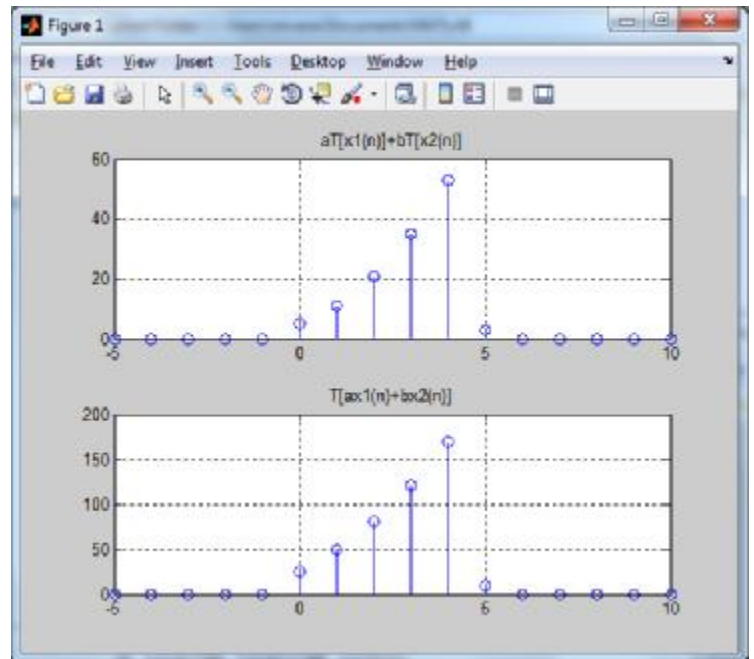 Figure 1
File Edit View Insert Tools Desktop Window Help
aT[x1(n)]+bT[x2(n)]
60
40
20
0
-5 0 5 10
T[ax1(n)+bx2(n)]
200
150
100
50
0
-5 0 5 10